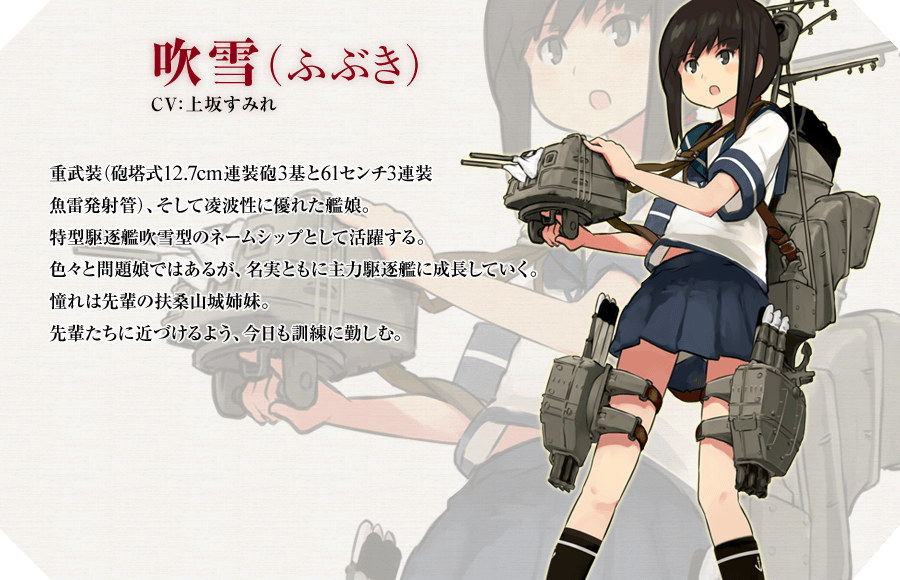 吹雪(ふぶき)
CV:上坂すみれ
重武装(砲塔式12.7cm連装砲3基と61センチ3連装
魚雷発射管)、そして凌波性に優れた艦娘。
特型駆逐艦吹雪型のネームシップとして活躍する。
色々と問題娘ではあるが、名実ともに主力駆逐艦に成長していく。
憧れは先輩の扶桑山城姉妹。
先輩たちに近づけるよう、今日も訓練に勤しむ。